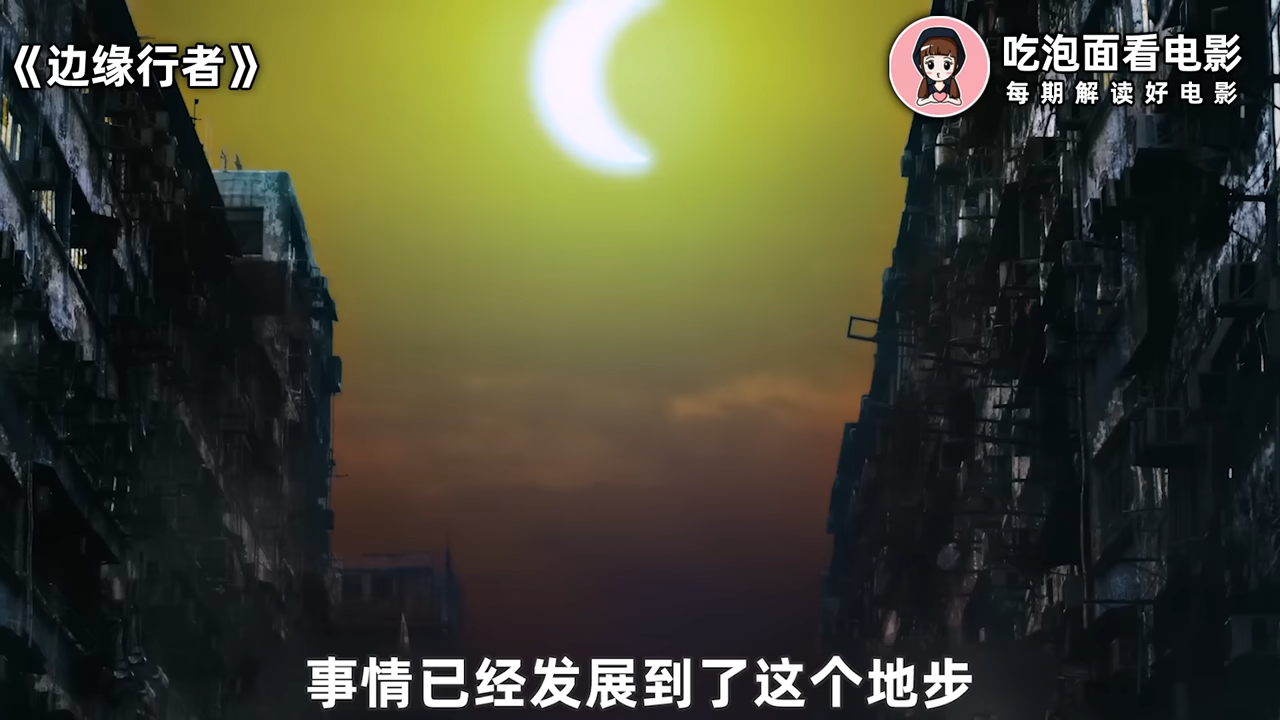 《边缘行者》
吃泡面看电影
每期解读好电影
事情已经发展到了这个地步